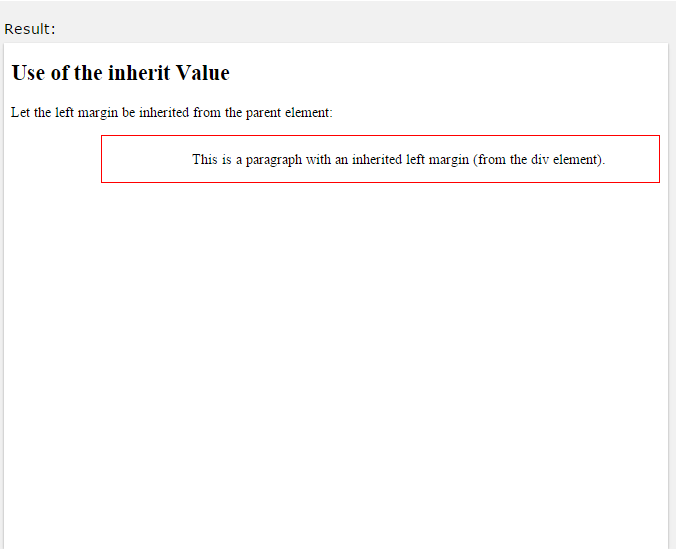 Result:
Use of the inherit Value
Let the left margin be inherited from the parent element:
This is a paragraph with an inherited left margin (from the div element).